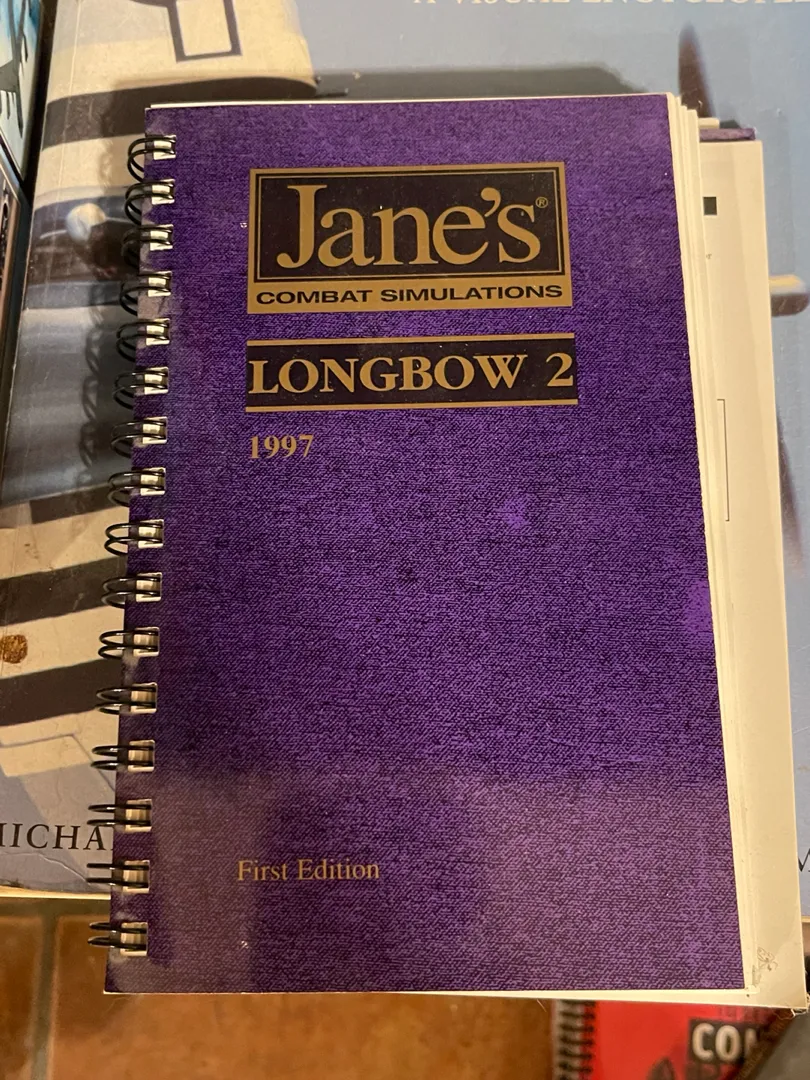 Jane's®
COMBAT SIMULATIONS
LONGBOW 2
1997
First Edition